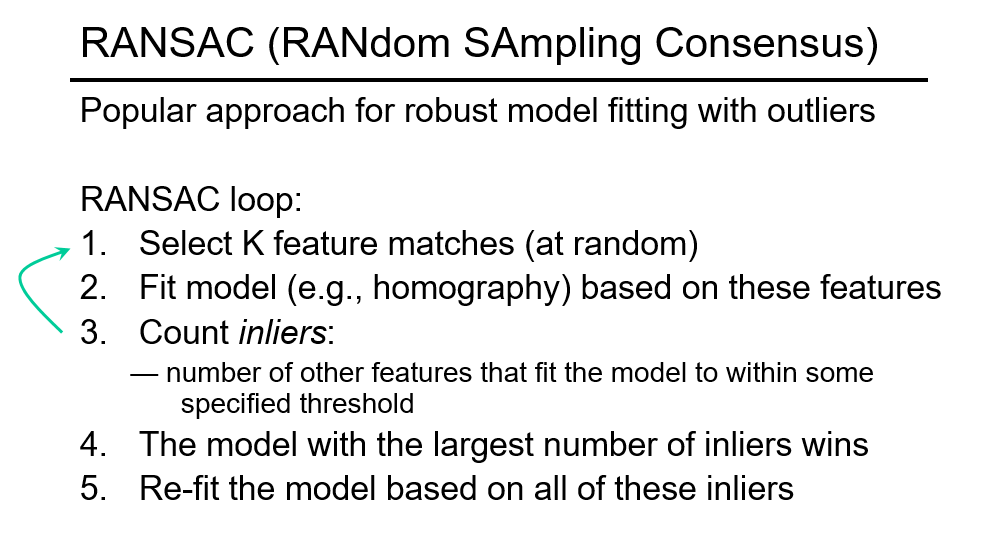 RANSAC (RANdom SAmpling Consensus)
Popular approach for robust model fitting with outliers
RANSAC loop:
1. Select K feature matches (at random)
2. Fit model (e.g., homography) based on these features
3. Count inliers:
— number of other features that fit the model to within some
specified threshold
4. The model with the largest number of inliers wins
5. Re-fit the model based on all of these inliers